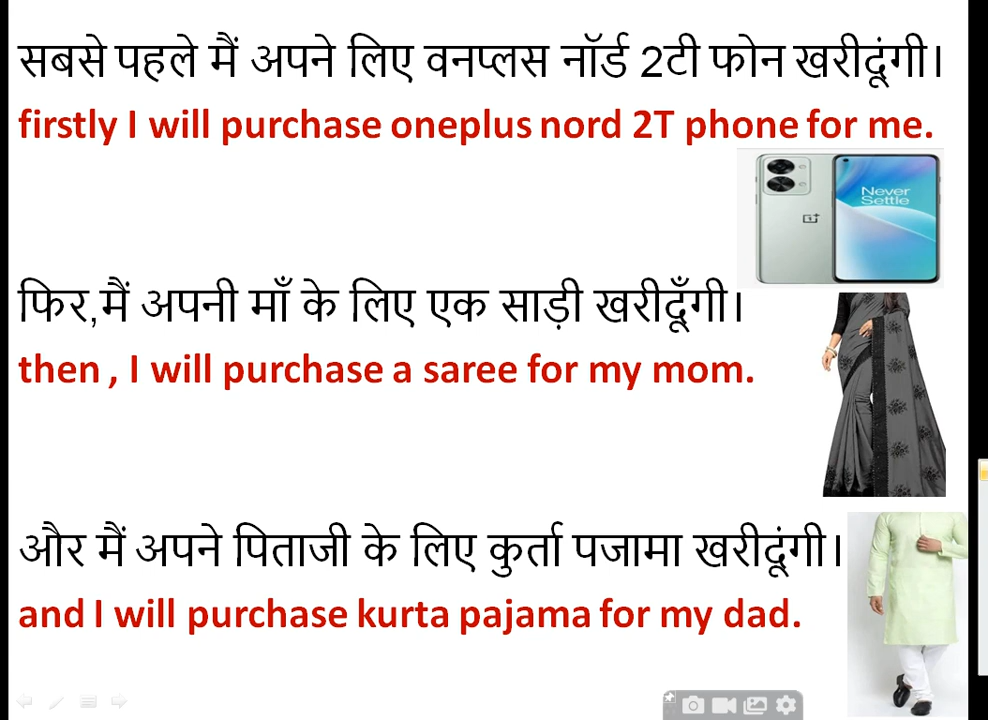 सबसे पहले मैं अपने लिए वनप्लस नॉर्ड 2टी फोन खरीदूंगी।
firstly I will purchase oneplus nord 2T phone for me.
Never
Settle
फिर,मैं अपनी माँ के लिए एक साड़ी खरीदूँगी।
then , I will purchase a saree for my mom.
और मैं अपने पिताजी के लिए कुर्ता पजामा खरीदूंगी।
and I will purchase kurta pajama for my dad.